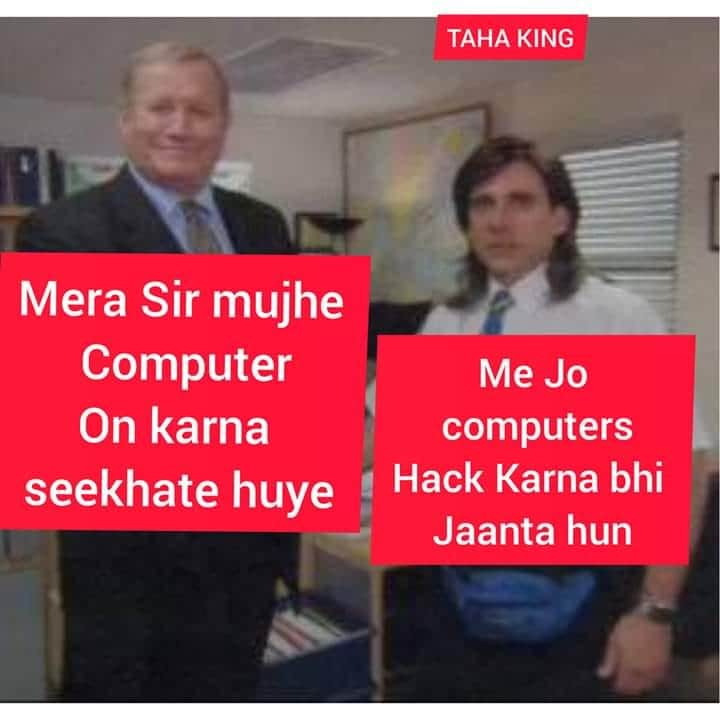 TAHA KING
Mera Sir mujhe
Computer
On karna
seekhate huye
Me Jo
computers
Hack Karna bhi
Jaanta hun